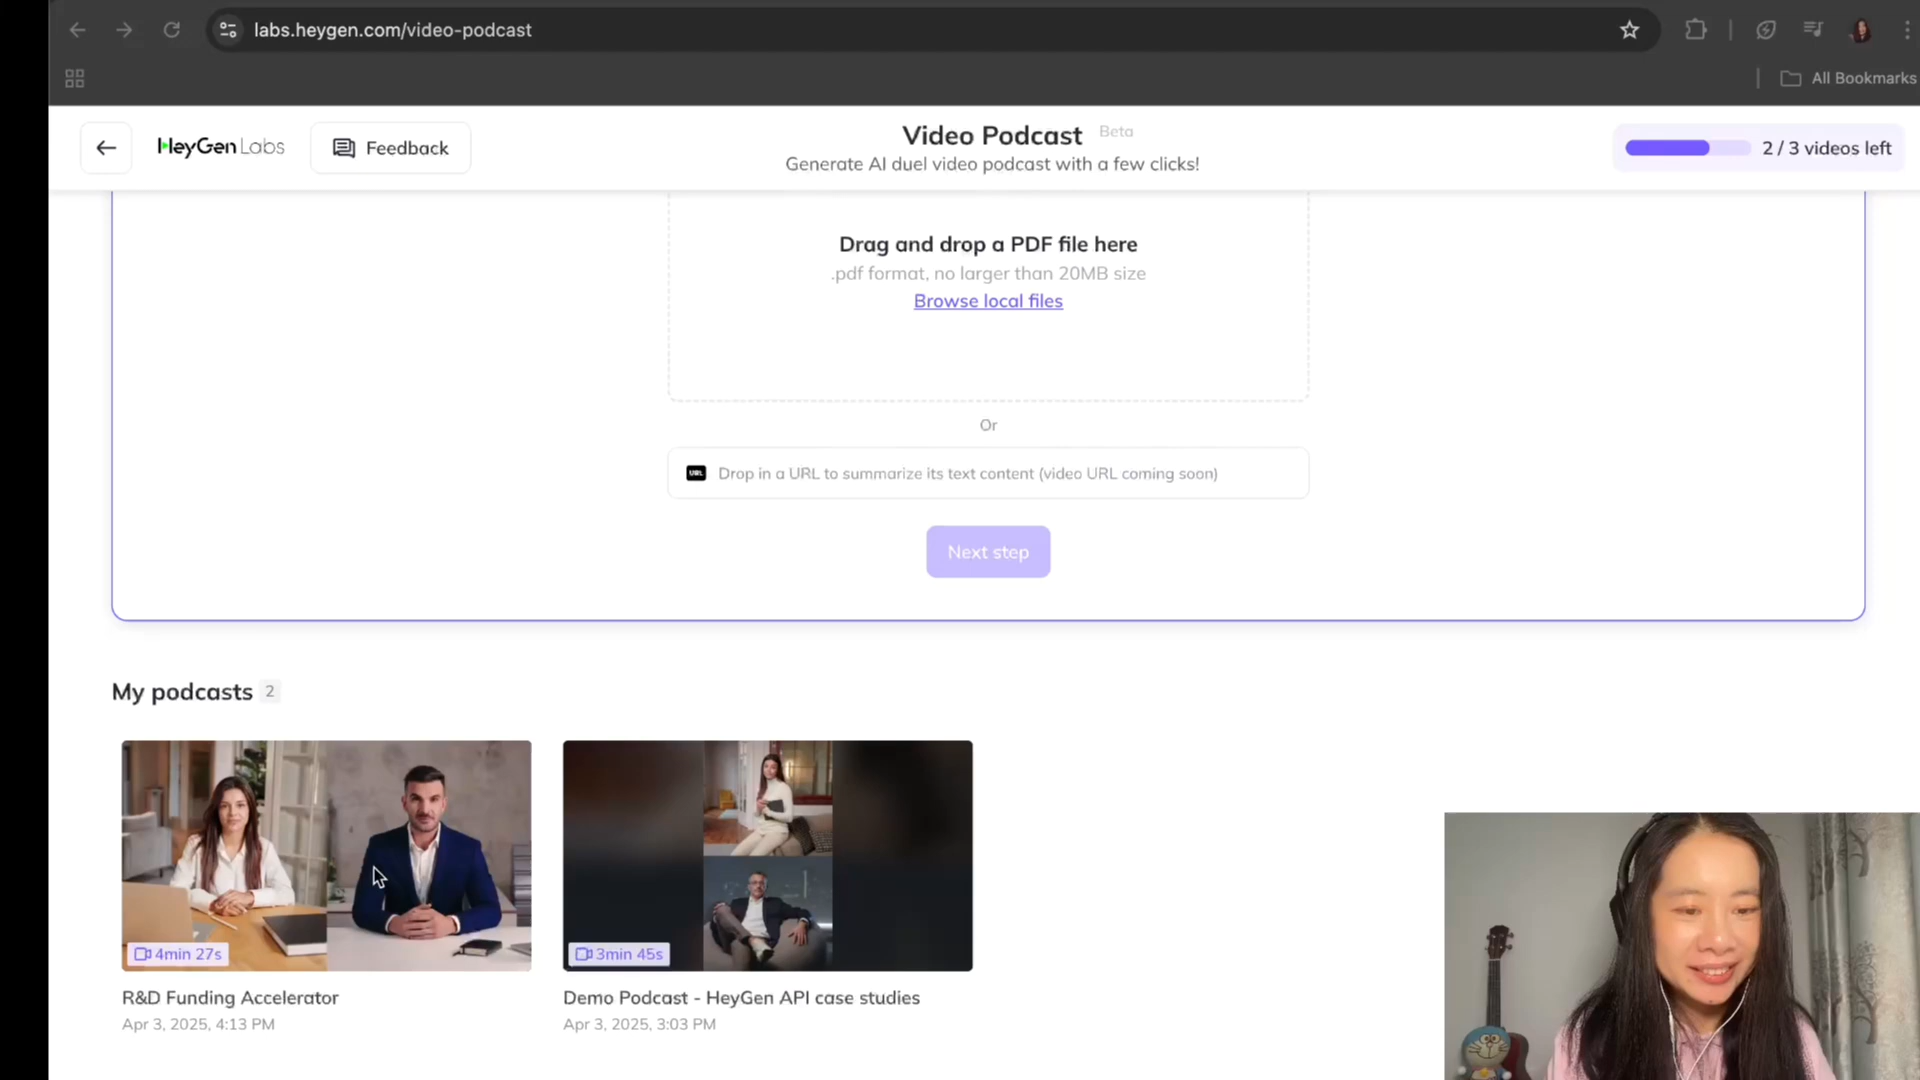 labs.heygen.com/video-podcast
All Bookmarks
HeyGen Labs
Feedback
Video Podcast Beta
Generate AI duel video podcast with a few clicks!
2 / 3 videos left
Drag and drop a PDF file here
.pdf format, no larger than 20MB size
Browse local files
Or
URL Drop in a URL to summarize its text content (video URL coming soon)
Next step
My podcasts 2
4min 27s
R&D Funding Accelerator
Apr 3, 2025, 4:13 PM
3min 45s
Demo Podcast - HeyGen API case studies
Apr 3, 2025, 3:03 PM